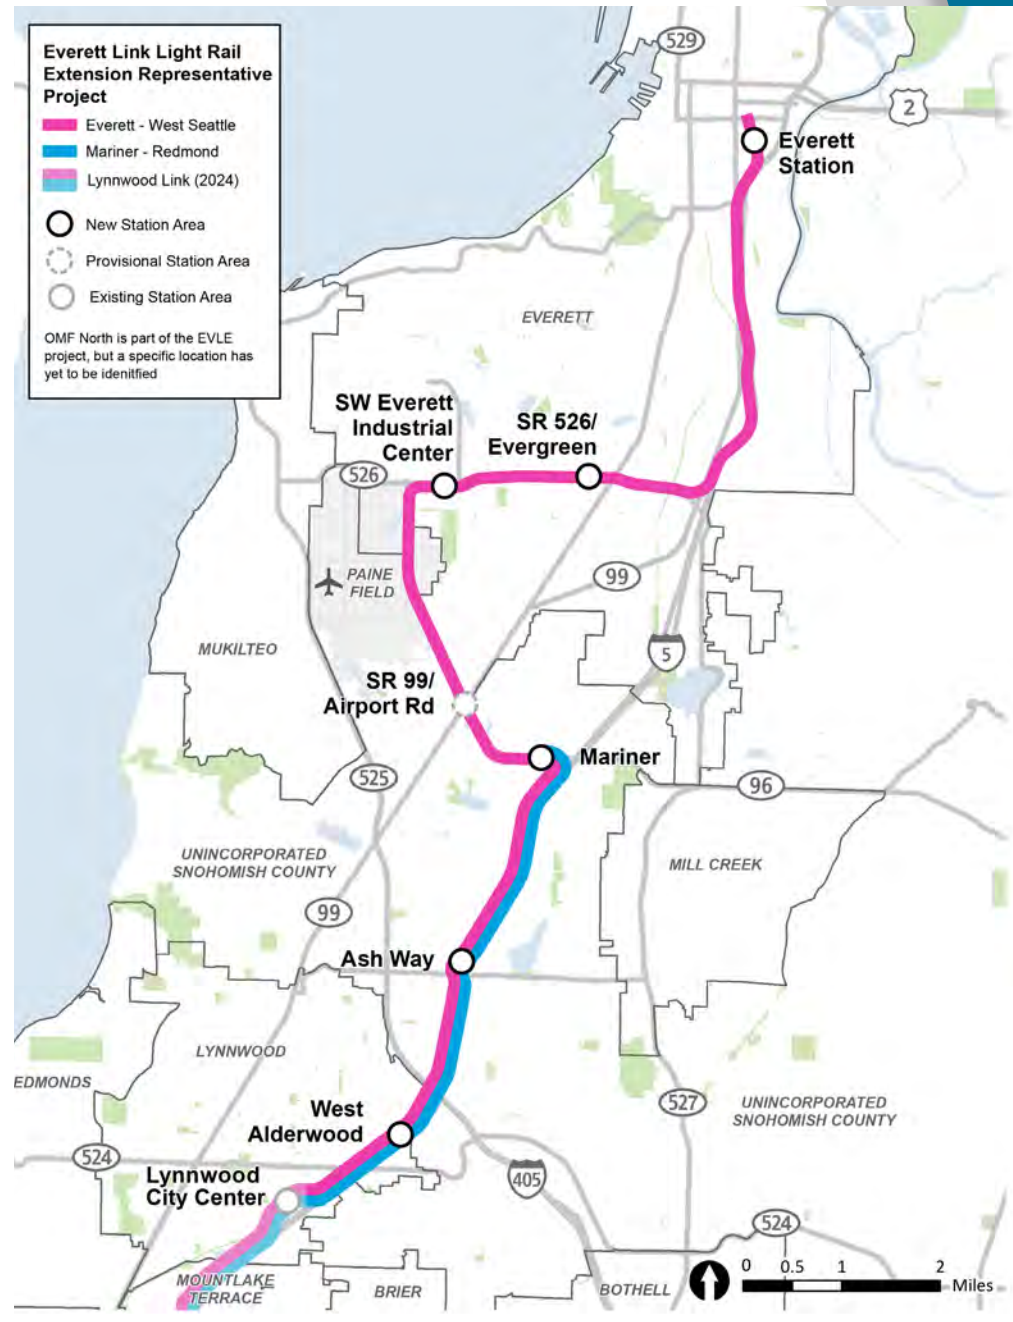 Everett Link Light Rail
Extension Representative
Project
Everett - West Seattle
Mariner - Redmond
Lynnwood Link (2024)
New Station Area
Provisional Station Area
Existing Station Area
OMF North is part of the EVLE
project, but a specific location has
yet to be idenitfied
529
2
Everett
Station
EVERETT
SW Everett
Industrial
Center
SR 526/
Evergreen
526
PAINE
FIELD
99
5
MUKILTEO
SR 99/
Airport Rd
Mariner
525
96
UNINCORPORATED
SNOHOMISH COUNTY
MILL CREEK
99
Ash Way
LYNNWOOD
EDMONDS
West
Alderwood
527
UNINCORPORATED
SNOHOMISH COUNTY
524
Lynnwood
City Center
405
524
MOUNTLAKE
TERRACE
BRIER
BOTHELL
0 0.5 1 2
Miles